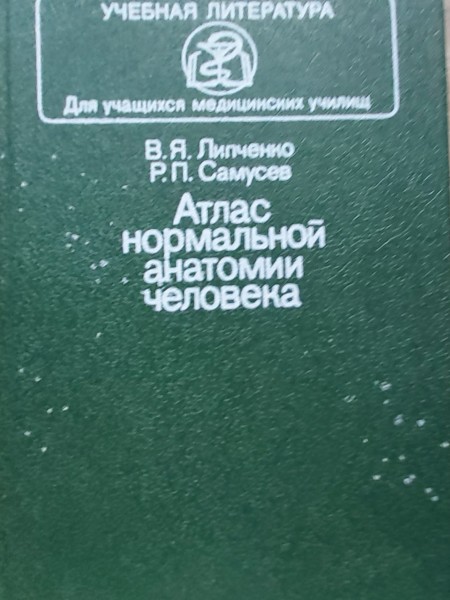 УЧЕБНАЯ ЛИТЕРАТУРА
Для учащихся медицинских училищ
В.Я. Липченко
Р.П. Самусев
Атлас
нормальной
анатомии
человека